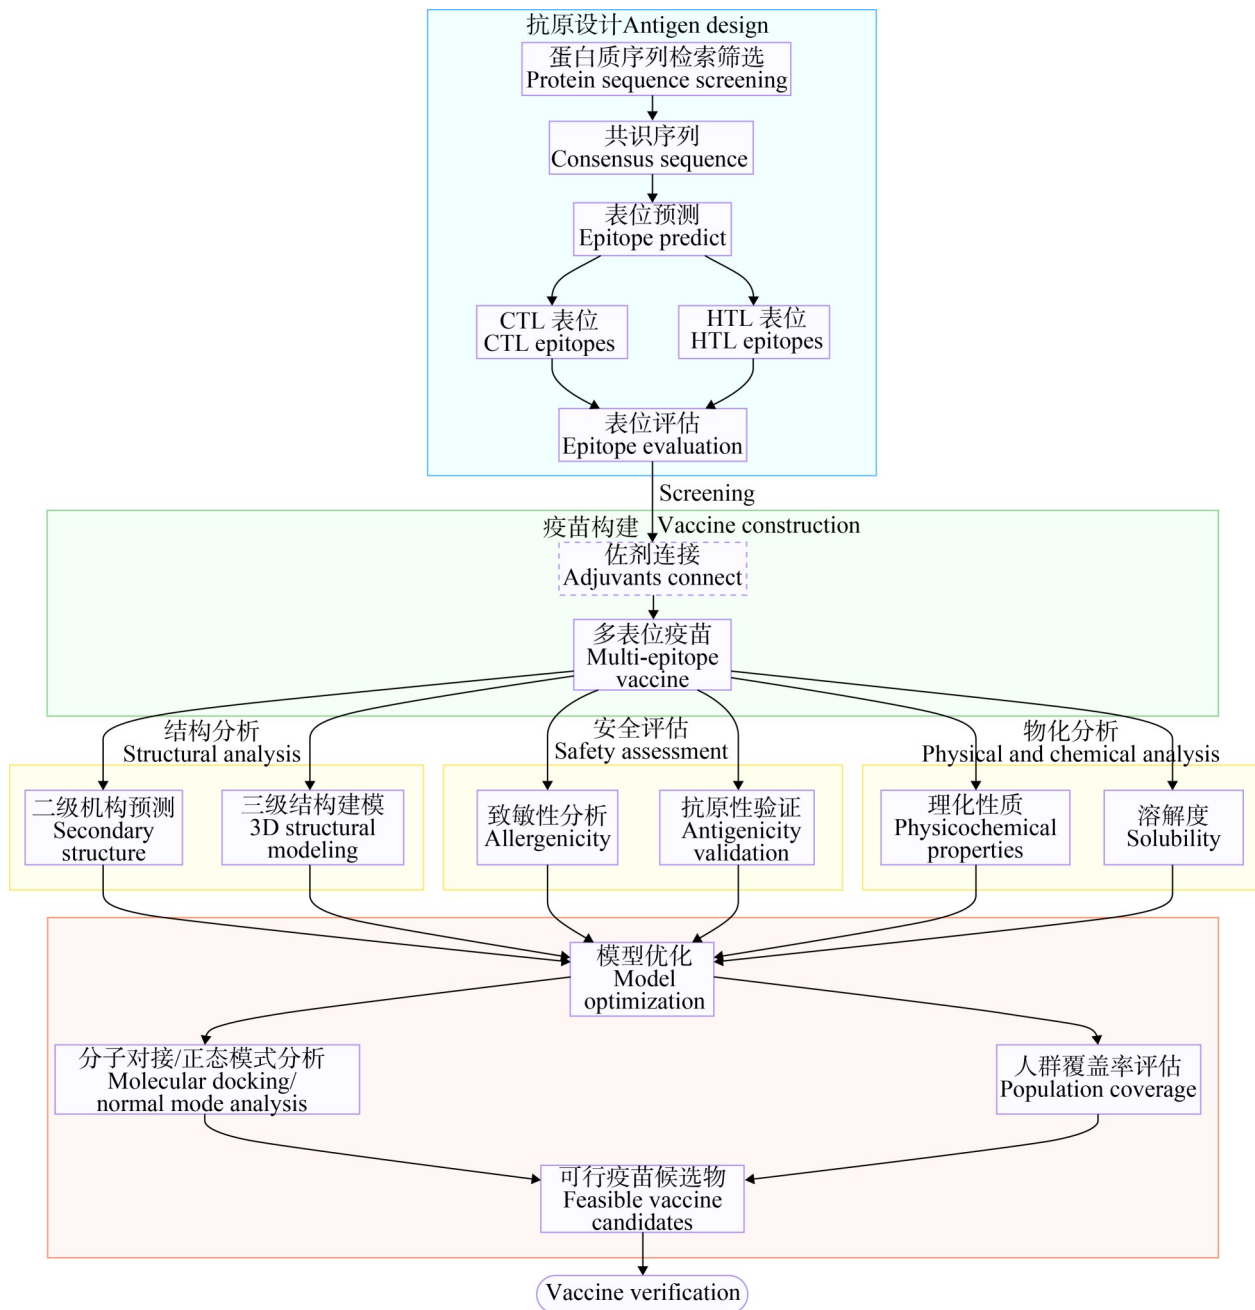 抗原设计Antigen design
蛋白质序列检索筛选
Protein sequence screening
共识序列
Consensus sequence
表位预测
Epitope predict
CTL 表位
CTL epitopes
HTL 表位
HTL epitopes
表位评估
Epitope evaluation
Screening
疫苗构建 Vaccine construction
佐剂连接
Adjuvants connect
多表位疫苗
Multi-epitope
vaccine
结构分析
Structural analysis
安全评估
Safety assessment
物化分析
Physical and chemical analysis
二级机构预测
Secondary
structure
三级结构建模
3D structural
modeling
致敏性分析
Allergenicity
抗原性验证
Antigenicity
validation
理化性质
Physicochemical
properties
溶解度
Solubility
模型优化
Model
optimization
分子对接/正态模式分析
Molecular docking/
normal mode analysis
人群覆盖率评估
Population coverage
可行疫苗候选物
Feasible vaccine
candidates
Vaccine verification